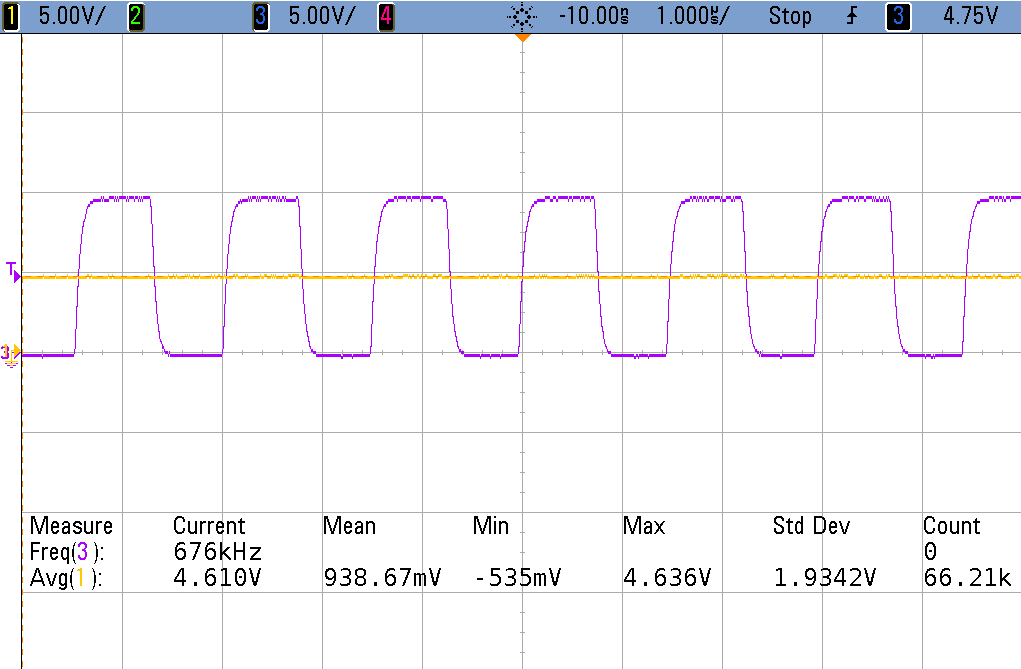 1 5.00V/ 2 3 5.00V/ 4 -10.00s 1.000s/ Stop 3 4.75V
T
3
Measure Current Mean Min Max Std Dev Count
Freq(3): 676kHz 0
Avg(1): 4.610V 938.67mV -535mV 4.636V 1.9342V 66.21k